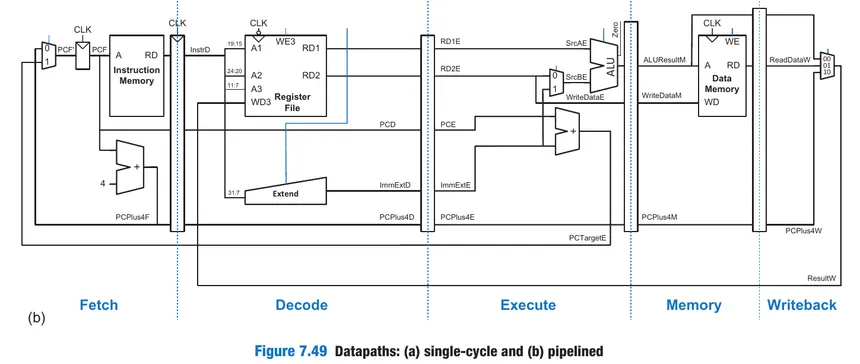 CLK
CLK
CLK
CLK
0
1
PCF'
PCF
A
RD
Instruction
Memory
InstrD
19:15
A1
WE3
RD1
24:20
A2
RD2
11:7
A3
WD3
Register
File
RD1E
RD2E
SrcAE
0
1
SrcBE
WriteDataE
ALU
Zero
ALUResultM
WriteDataM
WE
A
RD
Data
Memory
WD
ReadDataW
00
01
10
PCD
PCE
+
+
4
31:7
Extend
ImmExtD
ImmExtE
PCPlus4F
PCPlus4D
PCPlus4E
PCPlus4M
PCPlus4W
PCTargetE
ResultW
Fetch
Decode
Execute
Memory
Writeback
(b)
Figure 7.49 Datapaths: (a) single-cycle and (b) pipelined